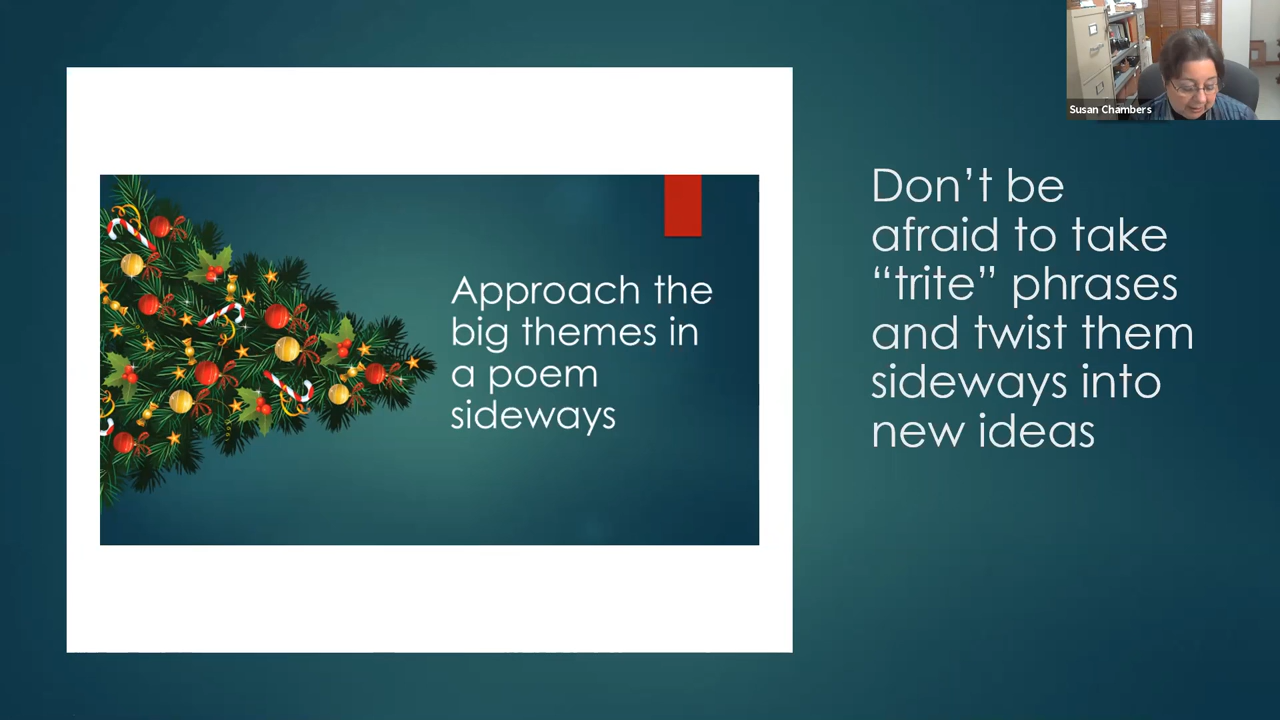 Susan Chambers
Approach the
big themes in
a poem
sideways
Don’t be
afraid to take
“trite” phrases
and twist them
sideways into
new ideas